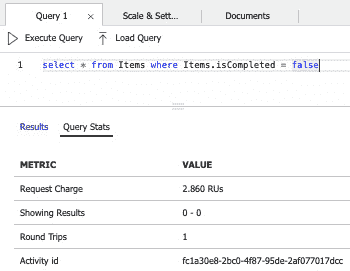 Query 1 × Scale & Sett... Documents
Execute Query Load Query
1 select * from Items where Items.isCompleted = false
Results Query Stats
METRIC VALUE
Request Charge 2.860 RUs
Showing Results 0 - 0
Round Trips 1
Activity id fc1a30e8-2bc0-4f87-95de-2af077017dcc